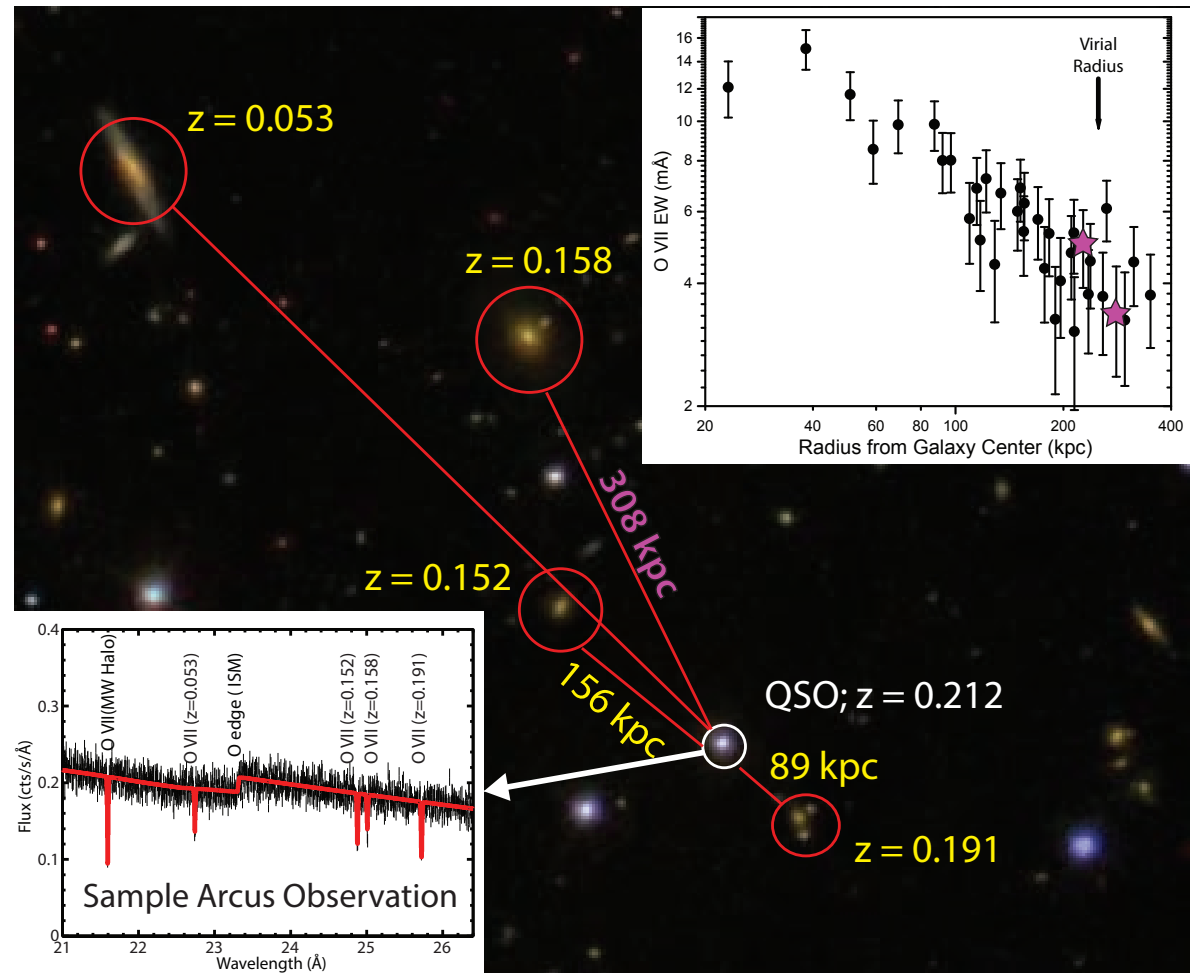 z = 0.053
z = 0.158
308 kpc
z = 0.152
156 kpc
QSO; z = 0.212
89 kpc
z = 0.191
16
14
12
10
8
6
4
2
O VII EW (mÅ)
Virial
Radius
20 40 60 80 100 200 400
Radius from Galaxy Center (kpc)
0.4
0.3
0.2
0.1
0
Flux (cts/s/Å)
O VII(MW Halo)
O VII (z=0.053)
O edge (ISM)
O VII (z=0.152)
O VII (z=0.158)
O VII (z=0.191)
Sample Arcus Observation
21 22 23 24 25 26
Wavelength (Å)